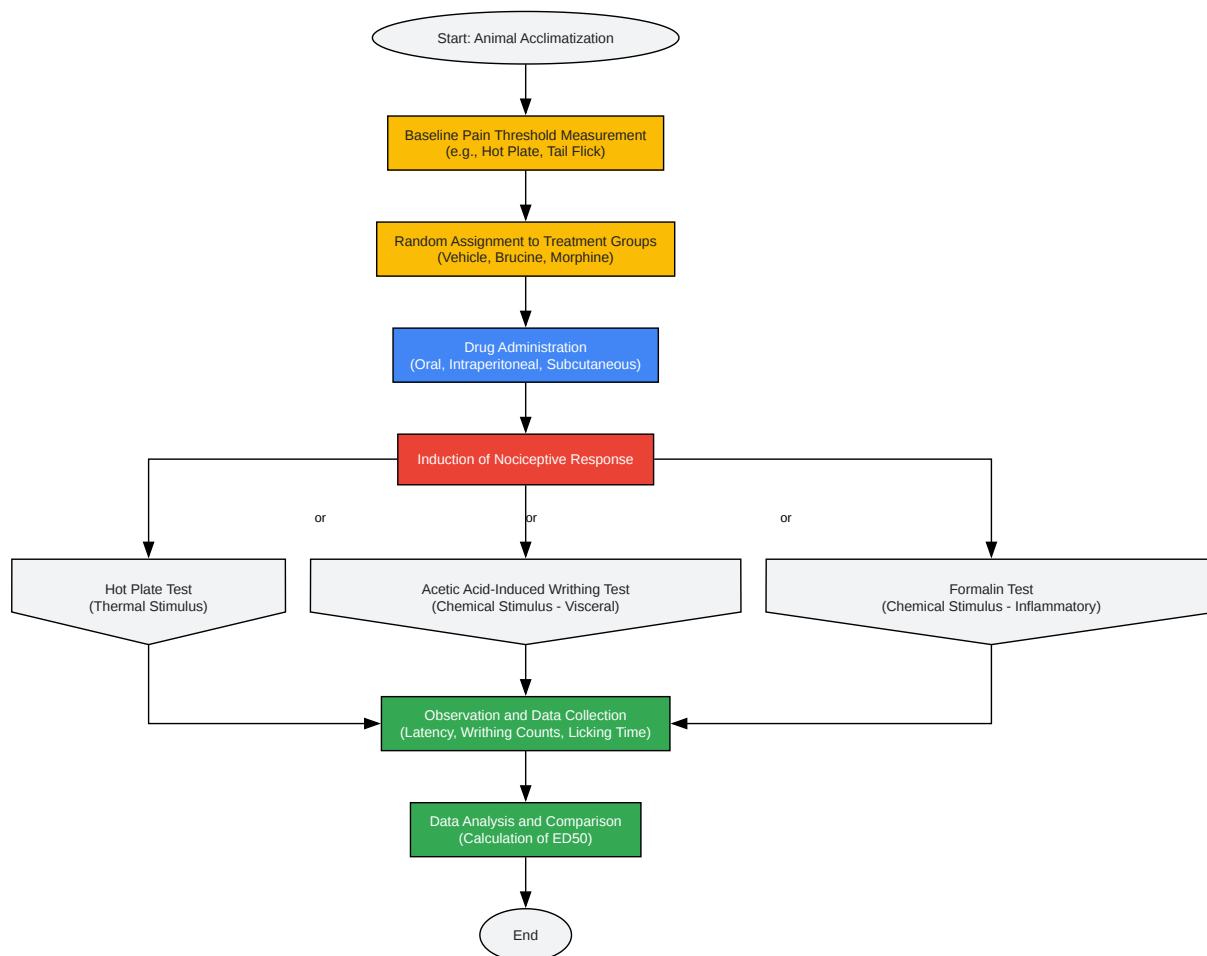 Start: Animal Acclimatization
Baseline Pain Threshold Measurement
(e.g., Hot Plate, Tail Flick)
Random Assignment to Treatment Groups
(Vehicle, Brucine, Morphine)
Drug Administration
(Oral, Intraperitoneal, Subcutaneous)
Induction of Nociceptive Response
or
or
or
Hot Plate Test
(Thermal Stimulus)
Acetic Acid-Induced Writhing Test
(Chemical Stimulus - Visceral)
Formalin Test
(Chemical Stimulus - Inflammatory)
Observation and Data Collection
(Latency, Writhing Counts, Licking Time)
Data Analysis and Comparison
(Calculation of ED50)
End